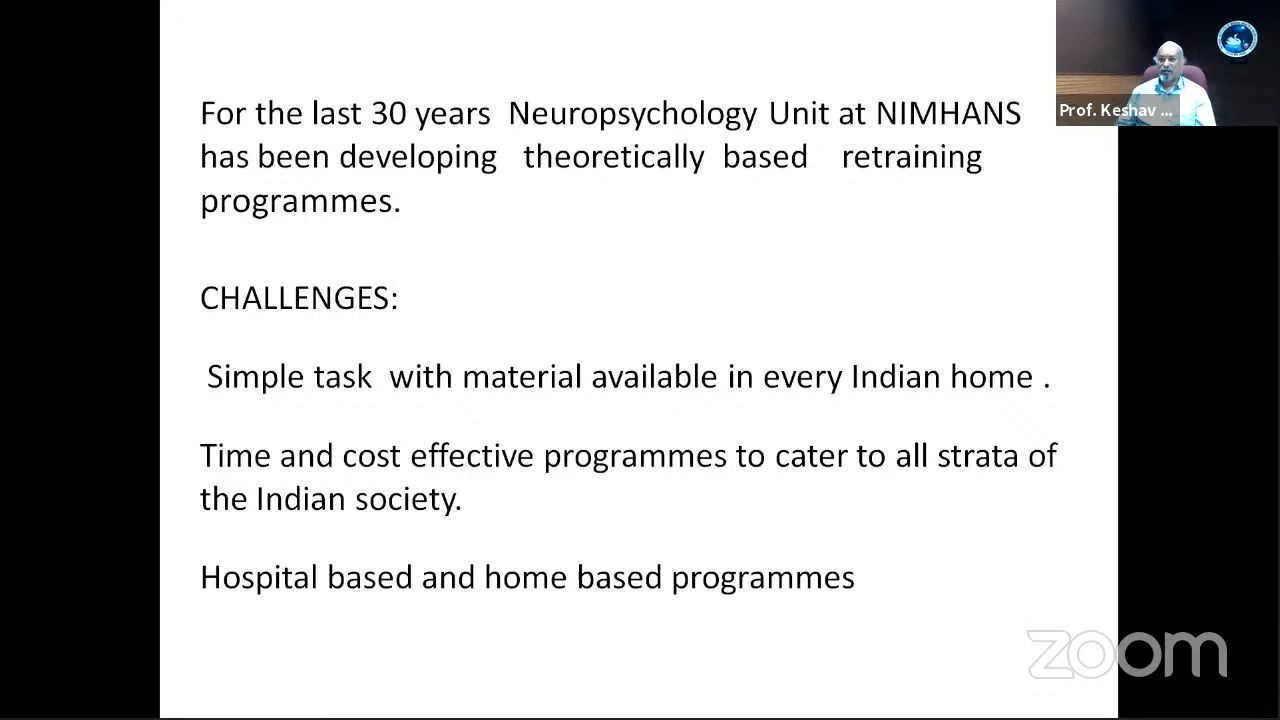 For the last 30 years Neuropsychology Unit at NIMHANS
has been developing theoretically based retraining
programmes.
CHALLENGES:
Simple task with material available in every Indian home .
Time and cost effective programmes to cater to all strata of
the Indian society.
Hospital based and home based programmes
Prof. Keshav ...
zoom